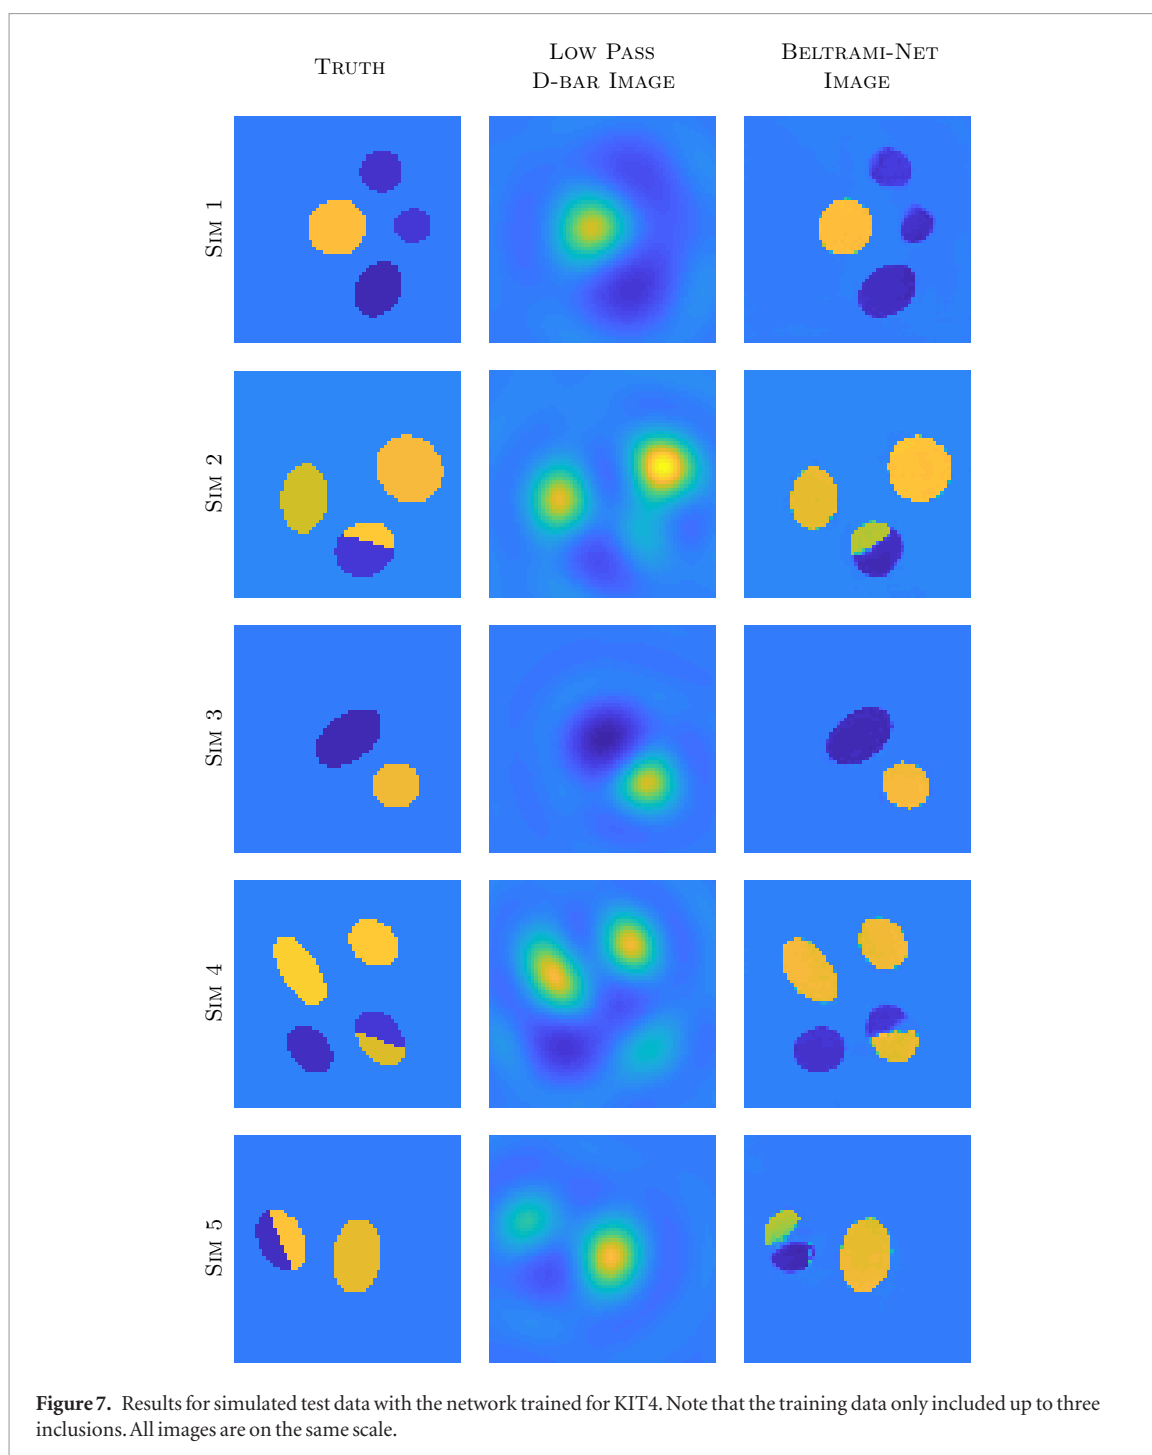 TRUTH
LOW PASS
D-BAR IMAGE
BELTRAMI-NET
IMAGE
SIM 1
SIM 2
SIM 3
SIM 4
SIM 5
Figure 7. Results for simulated test data with the network trained for KIT4. Note that the training data only included up to three
inclusions. All images are on the same scale.